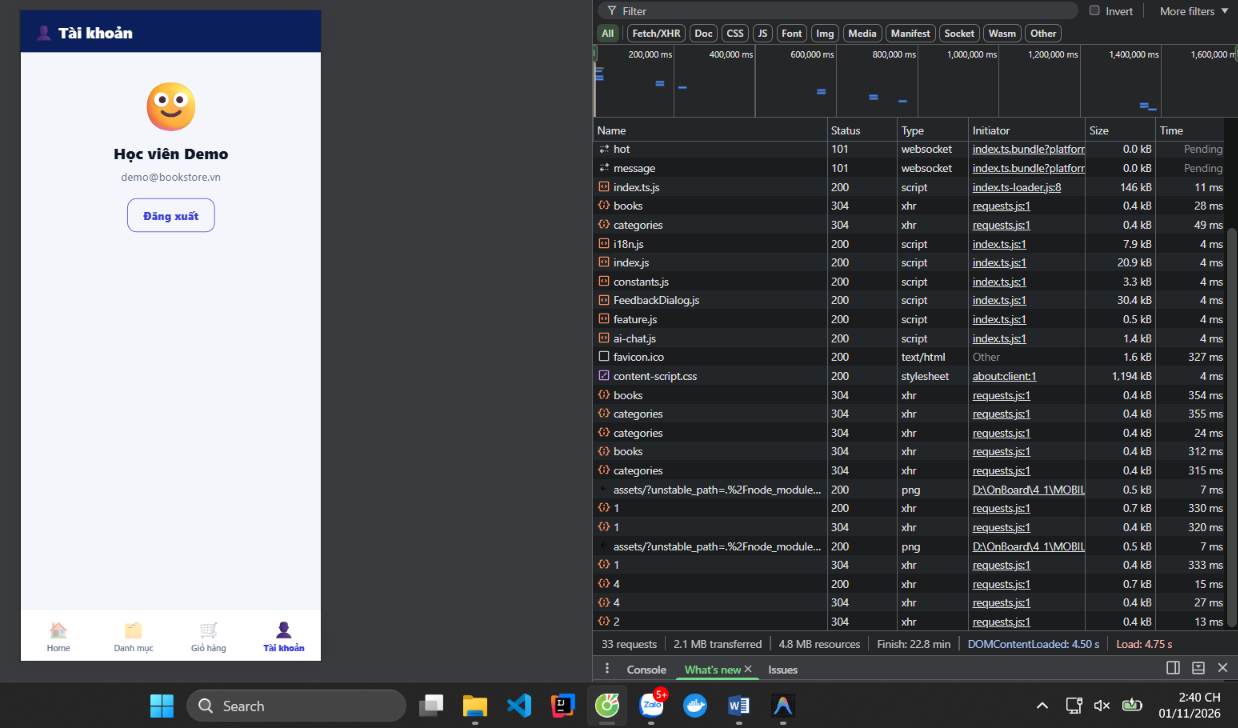 Tài khoản
Học viên Demo
demo@bookstore.vn
Đăng xuất
Home
Danh mục
Giỏ hàng
Tài khoản
Filter
Invert
More filters
All Fetch/XHR Doc CSS JS Font Img Media Manifest Socket Wasm Other
200,000 ms 400,000 ms 600,000 ms 800,000 ms 1,000,000 ms 1,200,000 ms 1,400,000 ms 1,600,000 m
Name Status Type Initiator Size Time
hot 101 websocket index.ts.bundle?platforr 0.0 kB Pending
message 101 websocket index.ts.bundle?platforr 0.0 kB Pending
index.ts.js 200 script index.ts-loader.js:8 146 kB 11 ms
books 304 xhr requests.js:1 0.4 kB 28 ms
categories 304 xhr requests.js:1 0.4 kB 49 ms
i18n.js 200 script index.ts.js:1 7.9 kB 4 ms
index.js 200 script index.ts.js:1 20.9 kB 4 ms
constants.js 200 script index.ts.js:1 3.3 kB 4 ms
FeedbackDialog.js 200 script index.ts.js:1 30.4 kB 4 ms
feature.js 200 script index.ts.js:1 0.5 kB 4 ms
ai-chat.js 200 script index.ts.js:1 1.4 kB 4 ms
favicon.ico 200 text/html Other 1.6 kB 327 ms
content-script.css 200 stylesheet about:client:1 1,194 kB 4 ms
books 304 xhr requests.js:1 0.4 kB 354 ms
categories 304 xhr requests.js:1 0.4 kB 355 ms
categories 304 xhr requests.js:1 0.4 kB 24 ms
books 304 xhr requests.js:1 0.4 kB 312 ms
categories 304 xhr requests.js:1 0.4 kB 315 ms
assets/?unstable_path=.%2Fnode_module... 200 png D:\OnBoard\4_1\MOBIL 0.5 kB 7 ms
1 200 xhr requests.js:1 0.7 kB 330 ms
1 304 xhr requests.js:1 0.4 kB 320 ms
assets/?unstable_path=.%2Fnode_module... 200 png D:\OnBoard\4_1\MOBIL 0.5 kB 7 ms
1 304 xhr requests.js:1 0.4 kB 333 ms
4 200 xhr requests.js:1 0.7 kB 15 ms
4 304 xhr requests.js:1 0.4 kB 27 ms
2 304 xhr requests.js:1 0.4 kB 13 ms
33 requests 2.1 MB transferred 4.8 MB resources Finish: 22.8 min DOMContentLoaded: 4.50 s Load: 4.75 s
Console What's new Issues
Search
Zalo
5+
2:40 CH
01/11/2026